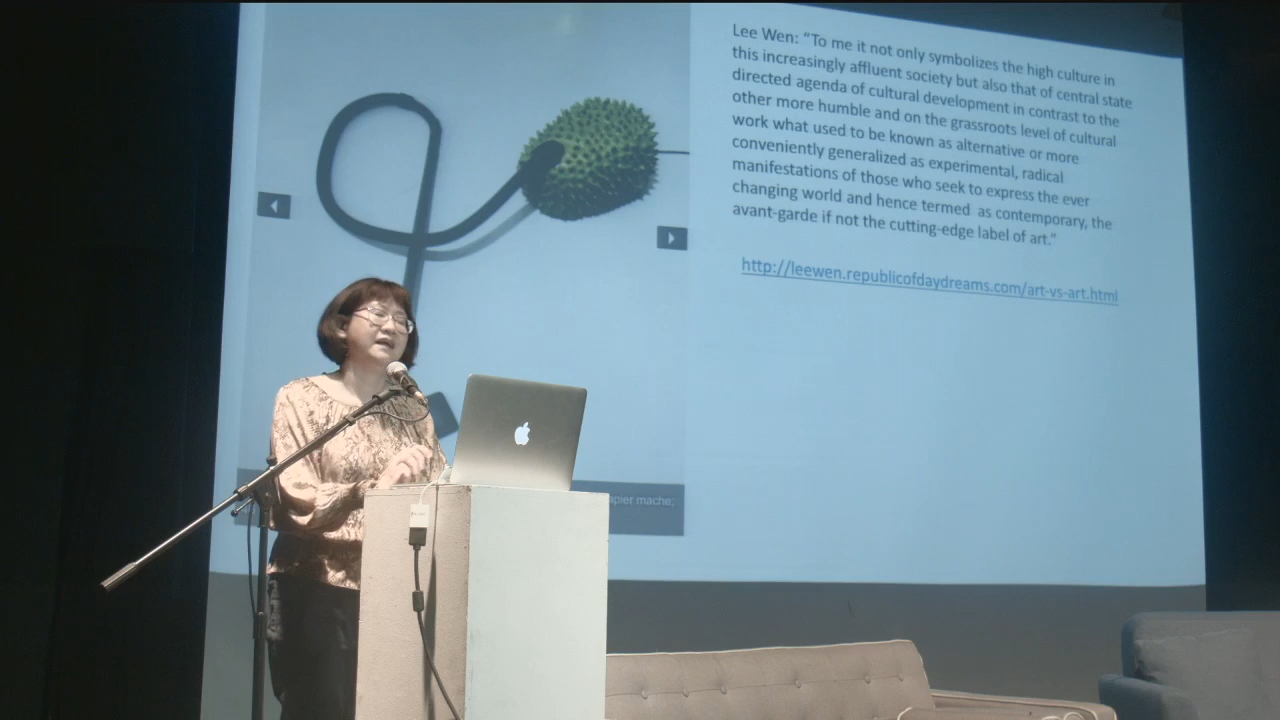 Lee Wen: “To me it not only symbolizes the high culture in
this increasingly affluent society but also that of central state
directed agenda of cultural development in contrast to the
other more humble and on the grassroots level of cultural
work what used to be known as alternative or more
conveniently generalized as experimental, radical
manifestations of those who seek to express the ever
changing world and hence termed as contemporary, the
avant-garde if not the cutting-edge label of art.”
http://leewen.republicofdaydreams.com/art-vs-art.html
mache;